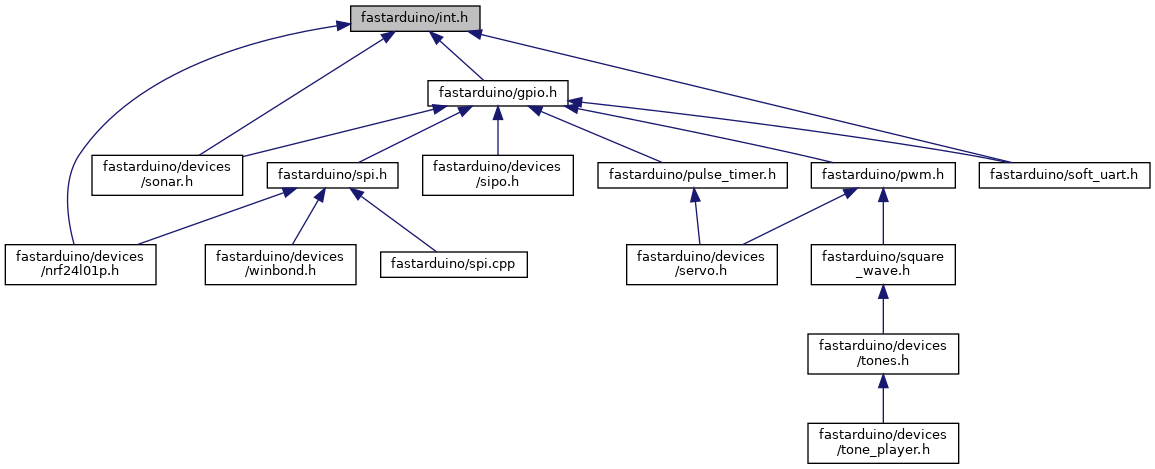 fastarduino/int.h
fastarduino/gpio.h
fastarduino/devices
/sonar.h
fastarduino/spi.h
fastarduino/devices
/sipo.h
fastarduino/pulse_timer.h
fastarduino/pwm.h
fastarduino/soft_uart.h
fastarduino/devices
/nrf24l01p.h
fastarduino/devices
/winbond.h
fastarduino/spi.cpp
fastarduino/devices
/servo.h
fastarduino/square
_wave.h
fastarduino/devices
/tones.h
fastarduino/devices
/tone_player.h